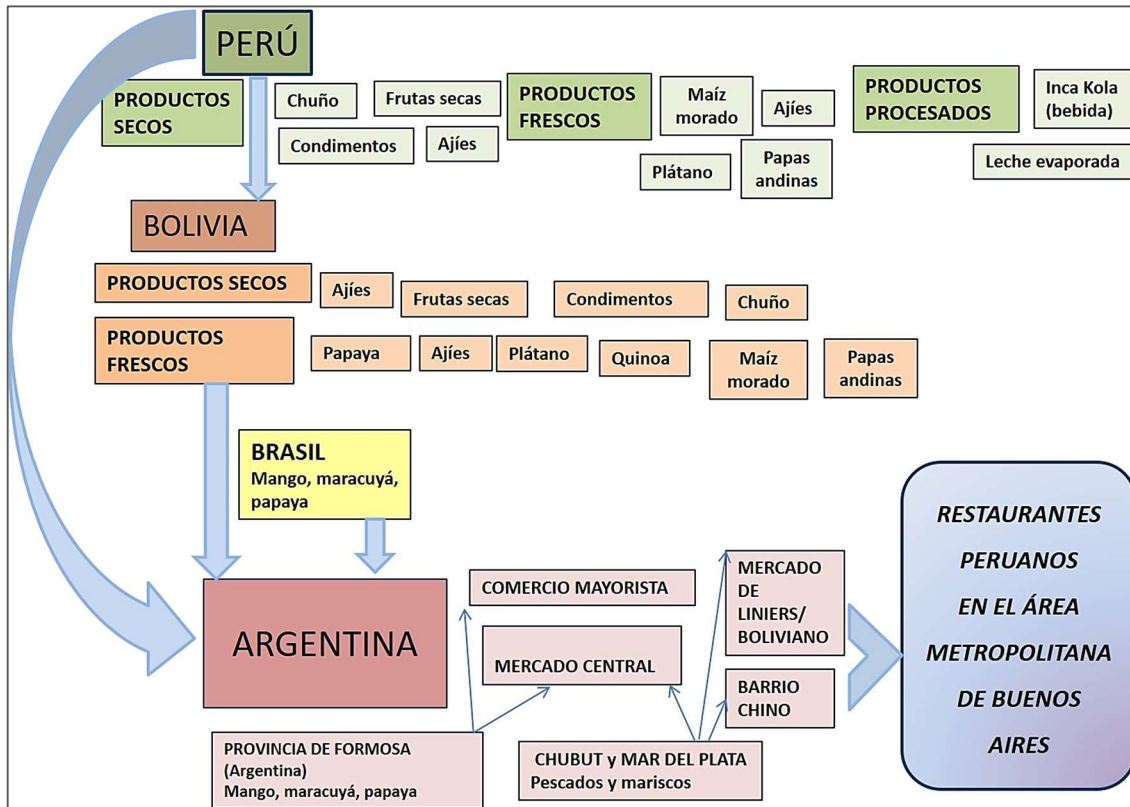 PERÚ
PRODUCTOS
SECOS
Chuño
Frutas secas
Condimentos
Ajíes
PRODUCTOS
FRESCOS
Maíz
morado
Ajíes
Plátano
Papas
andinas
PRODUCTOS
PROCESADOS
Inca Kola
(bebida)
Leche evaporada
BOLIVIA
PRODUCTOS SECOS
Ajíes
Frutas secas
Condimentos
Chuño
PRODUCTOS
FRESCOS
Papaya
Ajíes
Plátano
Quinoa
Maíz
morado
Papas
andinas
BRASIL
Mango, maracuyá,
papaya
ARGENTINA
COMERCIO MAYORISTA
MERCADO CENTRAL
MERCADO
DE
LINIERS/
BOLIVIANO
BARRIO
CHINO
PROVINCIA DE FORMOSA
(Argentina)
Mango, maracuyá, papaya
CHUBUT y MAR DEL PLATA
Pescados y mariscos
RESTAURANTES
PERUANOS
EN EL ÁREA
METROPOLITANA
DE BUENOS
AIRES